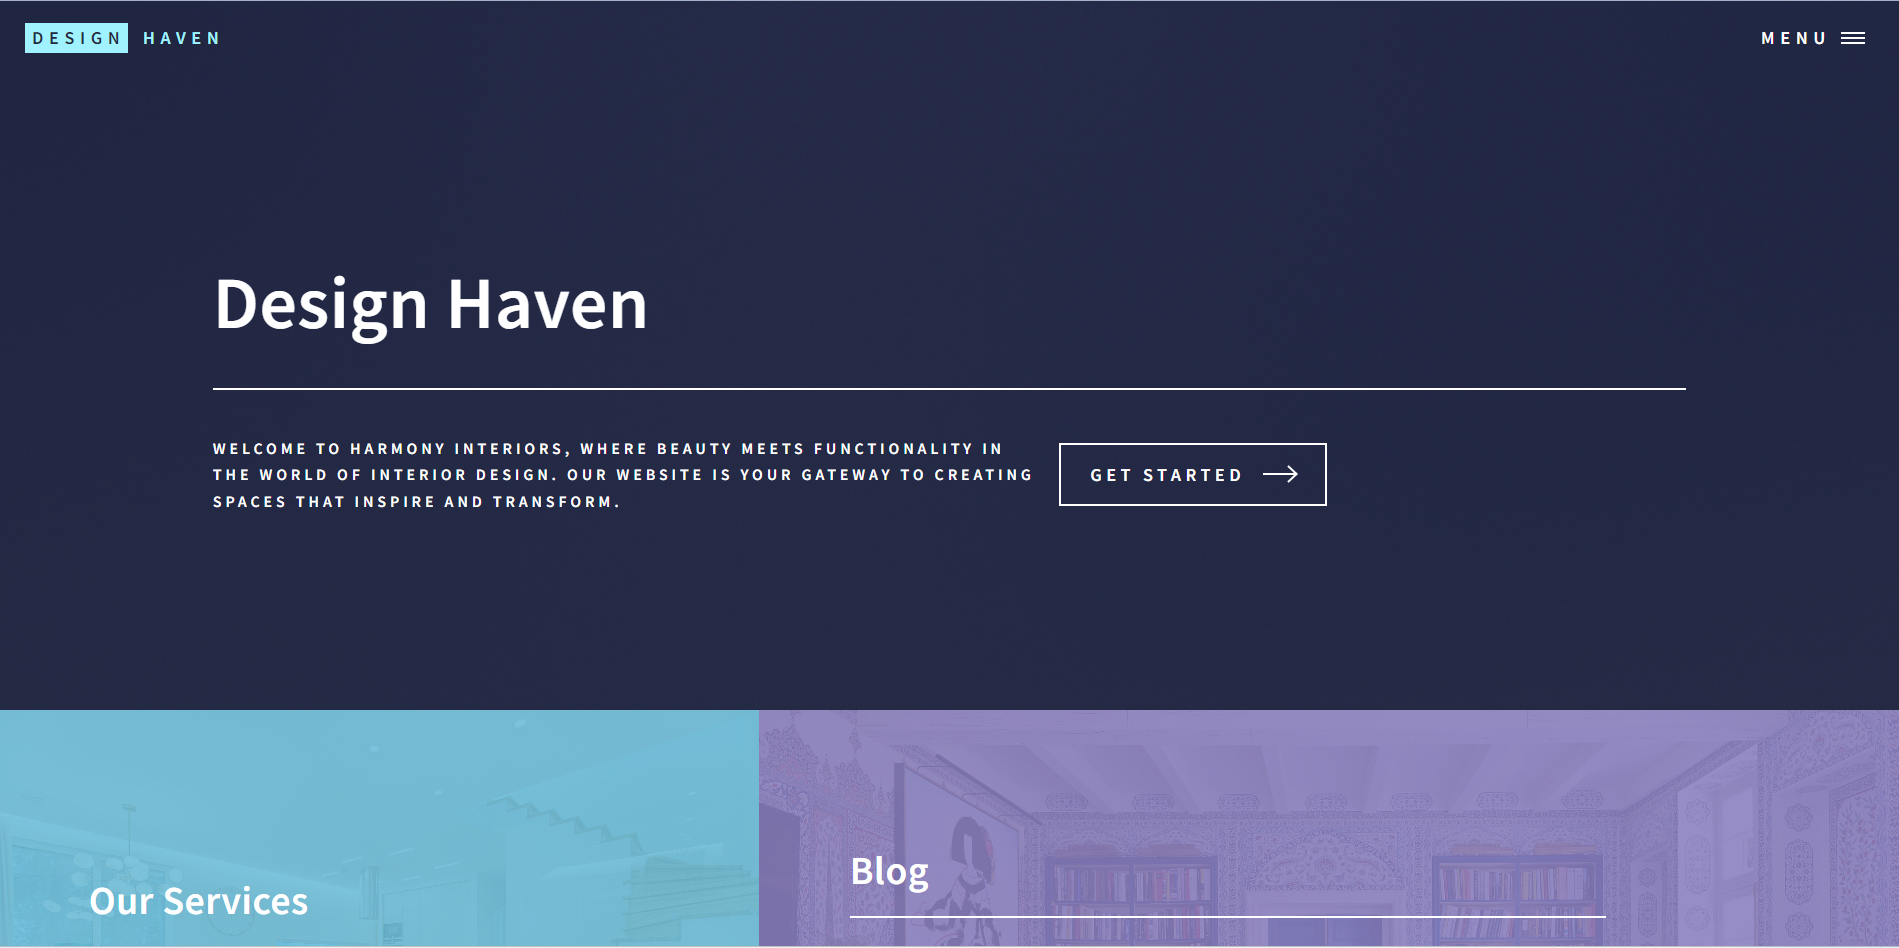 DESIGN HAVEN
MENU
Design Haven
WELCOME TO HARMONY INTERIORS, WHERE BEAUTY MEETS FUNCTIONALITY IN
THE WORLD OF INTERIOR DESIGN. OUR WEBSITE IS YOUR GATEWAY TO CREATING
SPACES THAT INSPIRE AND TRANSFORM.
GET STARTED
Our Services
Blog